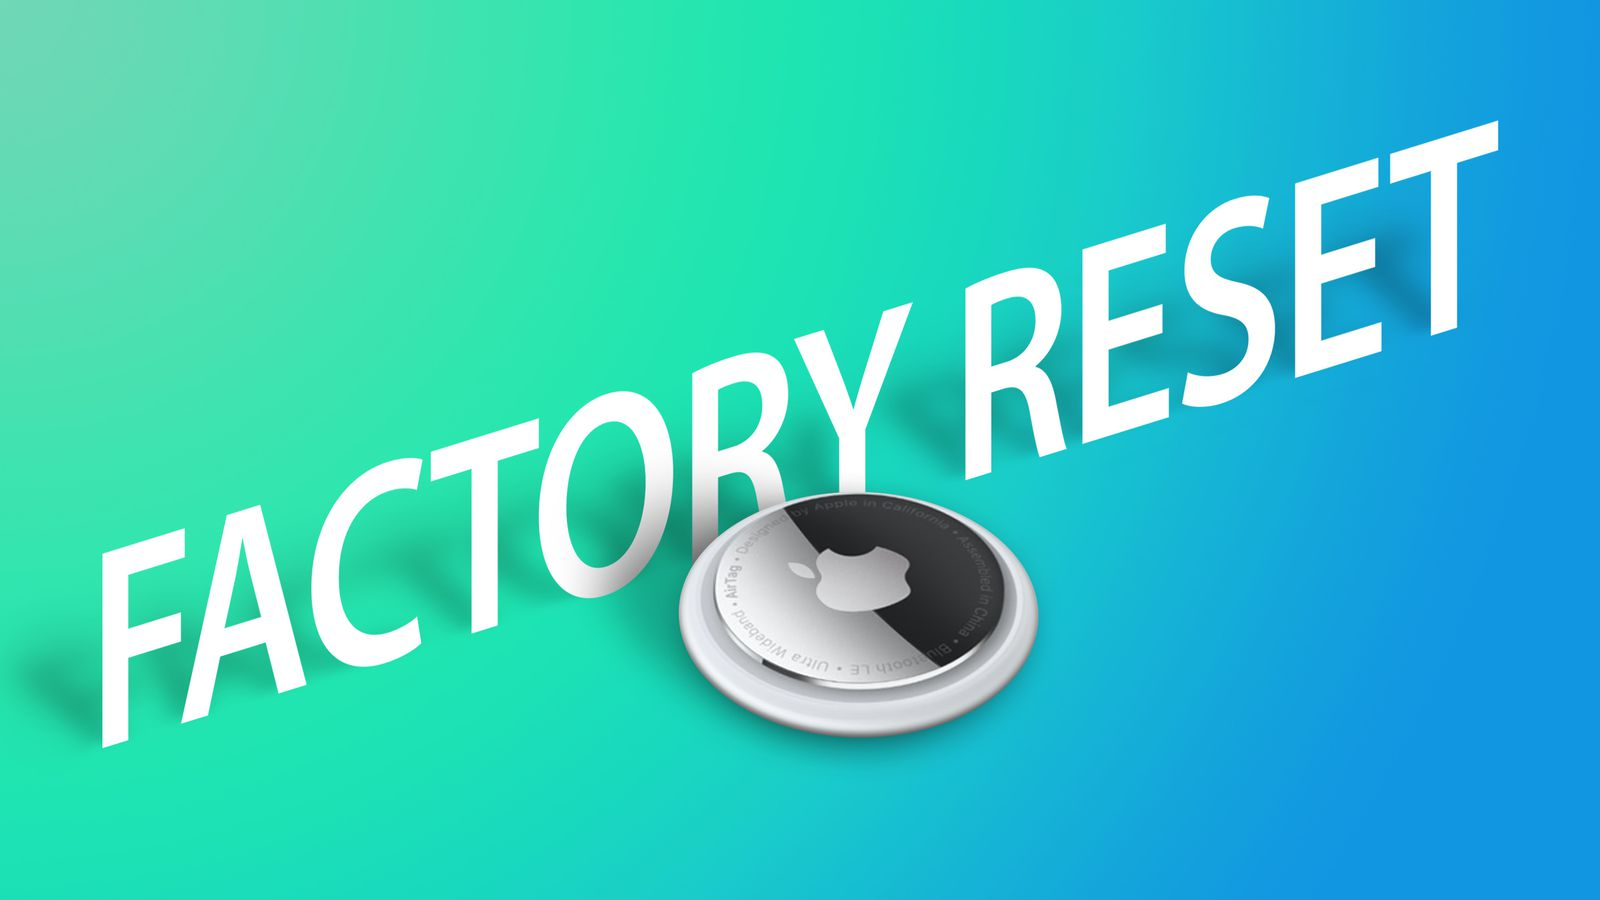 FACTORY RESET
AirTag • Designed by Apple in California • Assembled in China • Bluetooth LE • Ultra Wideband •